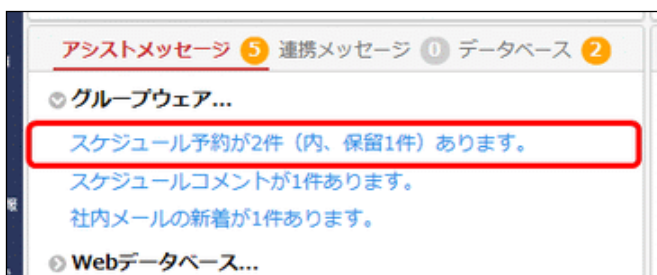 アシストメッセージ 5 連携メッセージ 0 データベース 2
グループウェア...
スケジュール予約が2件（内、保留1件）あります。
スケジュールコメントが1件あります。
社内メールの新着が1件あります。
Webデータベース...